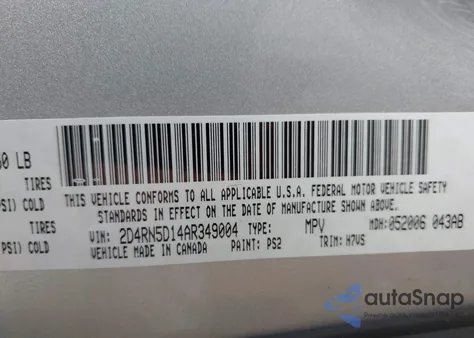 50 LB
TIRES
THIS VEHICLE CONFORMS TO ALL APPLICABLE U.S.A. FEDERAL MOTOR VEHICLE SAFETY
PSI) COLD
STANDARDS IN EFFECT ON THE DATE OF MANUFACTURE SHOWN ABOVE.
TIRES
VIN: 2D4RN5D14AR349004 TYPE: MPV MDH:052006 043AB
PSI) COLD
VEHICLE MADE IN CANADA PAINT: PS2 TRIM: H7VS
autoSnap